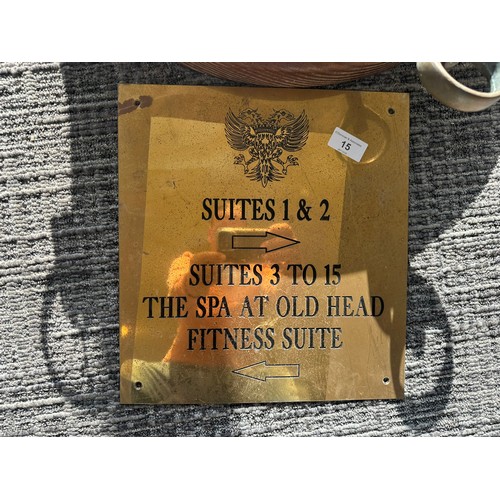 15
SUITES 1 & 2
SUITES 3 TO 15
THE SPA AT OLD HEAD
FITNESS SUITE